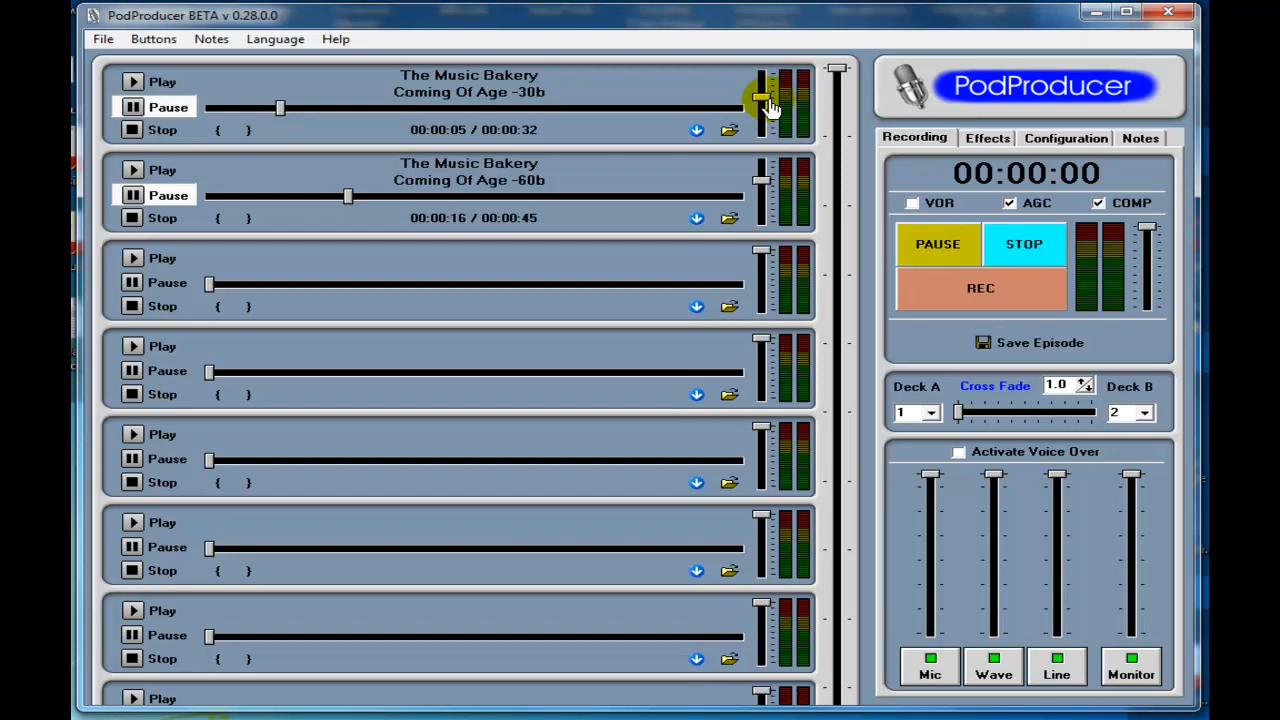 PodProducer BETA v 0.28.0.0
File Buttons Notes Language Help
Play
The Music Bakery
Pause
Coming Of Age -30b
Stop { } 00:00:05 / 00:00:32
Play
The Music Bakery
Pause
Coming Of Age -60b
Stop { } 00:00:16 / 00:00:45
Play
Pause
Stop { }
Play
Pause
Stop { }
Play
Pause
Stop { }
Play
Pause
Stop { }
Play
Pause
Stop { }
Play
PodProducer
Recording Effects Configuration Notes
00:00:00
VOR AGC COMP
PAUSE STOP
REC
Save Episode
Deck A Cross Fade 1.0 Deck B
1 2
Activate Voice Over
Mic Wave Line Monitor